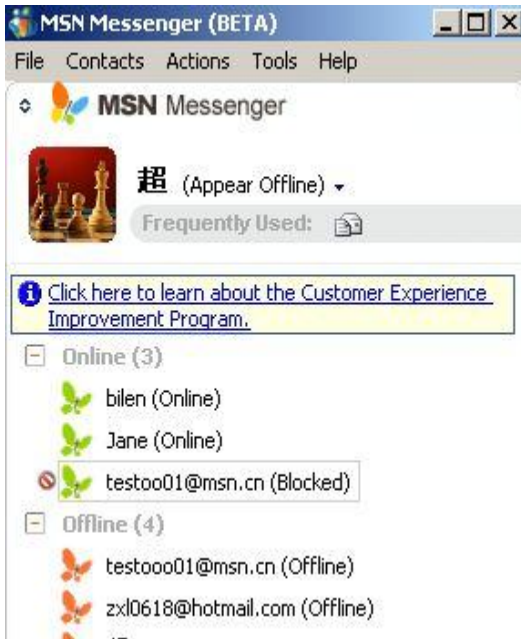 MSN Messenger (BETA)
File Contacts Actions Tools Help
MSN Messenger
超 (Appear Offline)
Frequently Used:
Click here to learn about the Customer Experience
Improvement Program.
Online (3)
bilen (Online)
Jane (Online)
testoo01@msn.cn (Blocked)
Offline (4)
testooo01@msn.cn (Offline)
zxl0618@hotmail.com (Offline)